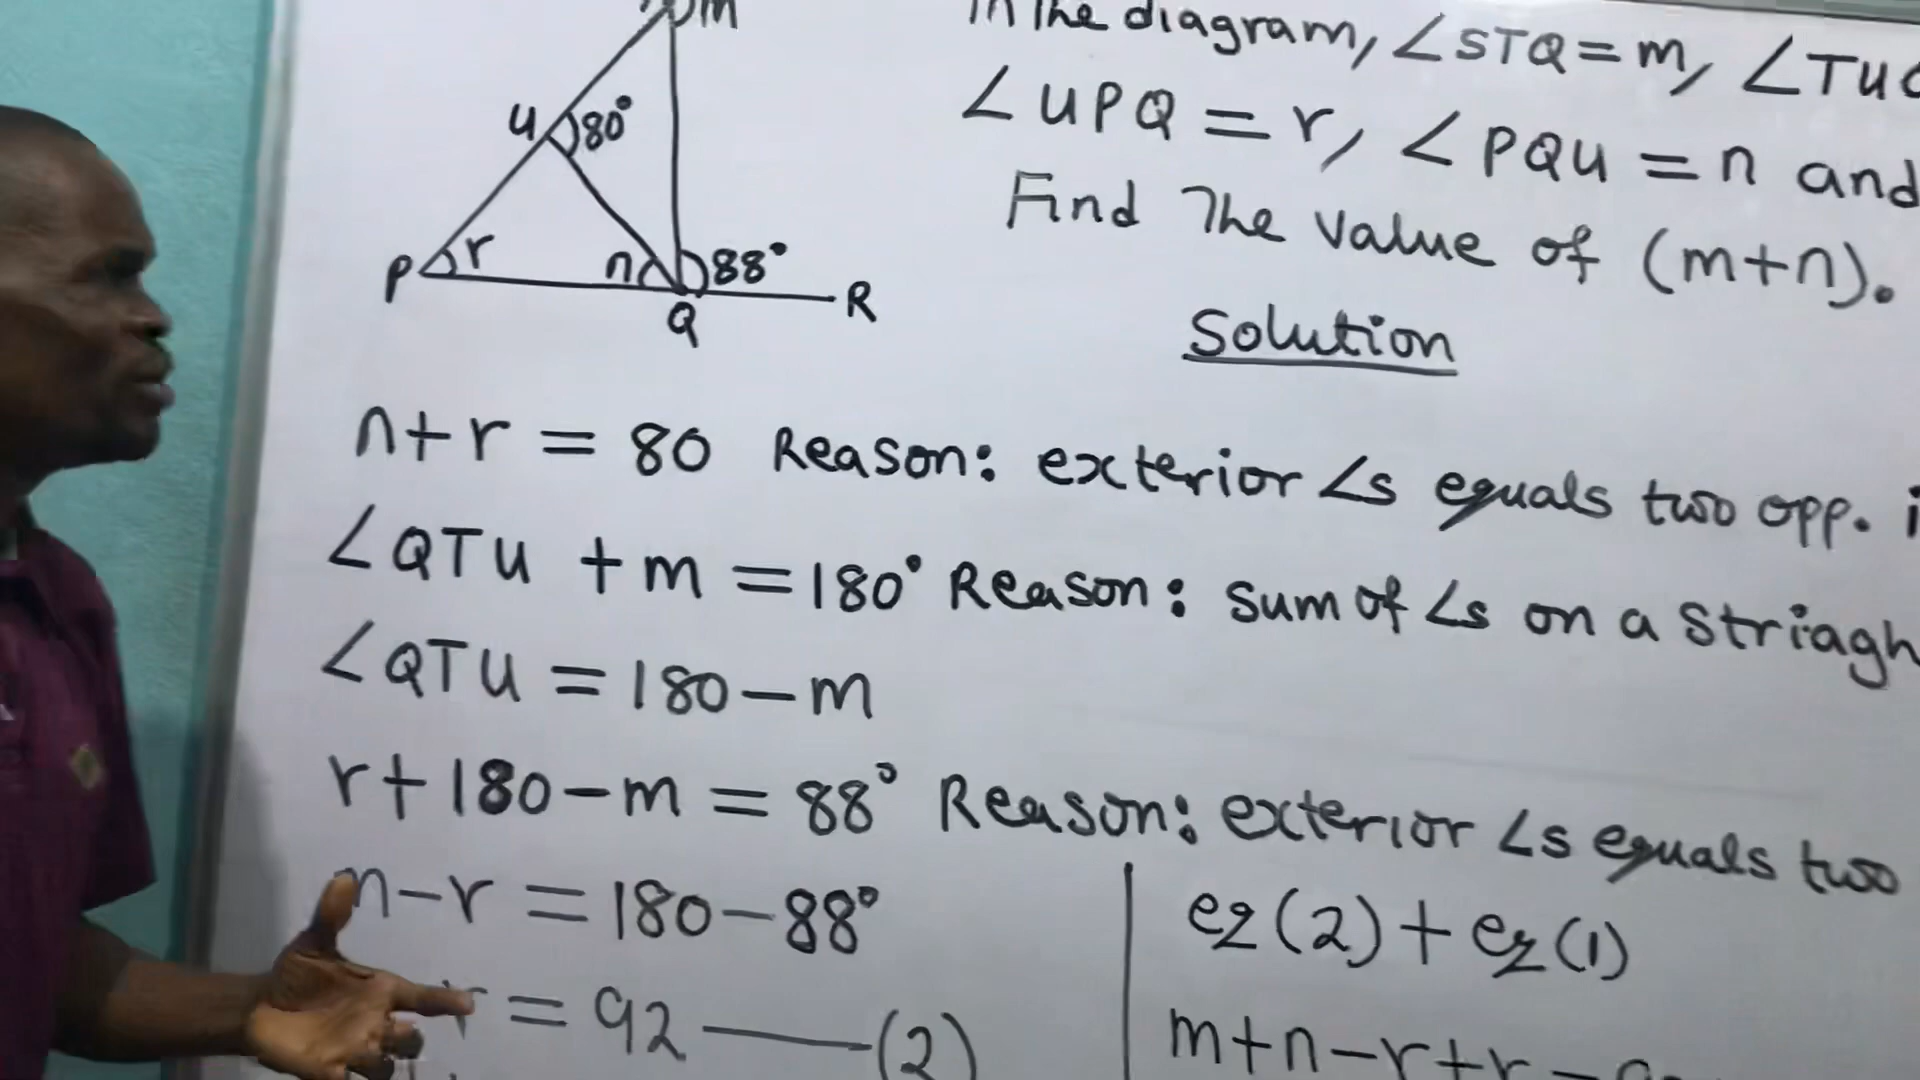 m
In the diagram, ∠STQ = m, ∠TU
∠UPQ = r, ∠PQU = n and
Find The value of (m+n).
u 80°
P r n 88° R
Q
Solution
n+r = 80 Reason: exterior ∠s equals two opp. i
∠QTU + m = 180° Reason: sum of ∠s on a striagh
∠QTU = 180 - m
r+180-m = 88° Reason: exterior ∠s equals two
m-r = 180-88°
r = 92 —— (2)
eq(2) + eq(1)
m+n-r+r =